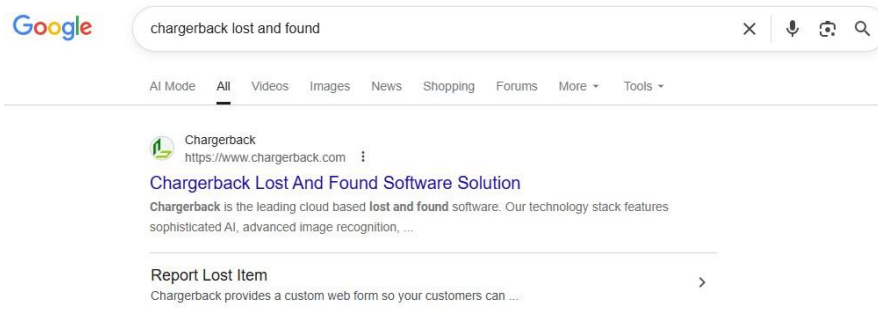 Google
chargerback lost and found
AI Mode All Videos Images News Shopping Forums More Tools
Chargerback
https://www.chargerback.com
Chargerback Lost And Found Software Solution
Chargerback is the leading cloud based lost and found software. Our technology stack features
sophisticated AI, advanced image recognition, ...
Report Lost Item
Chargerback provides a custom web form so your customers can ...